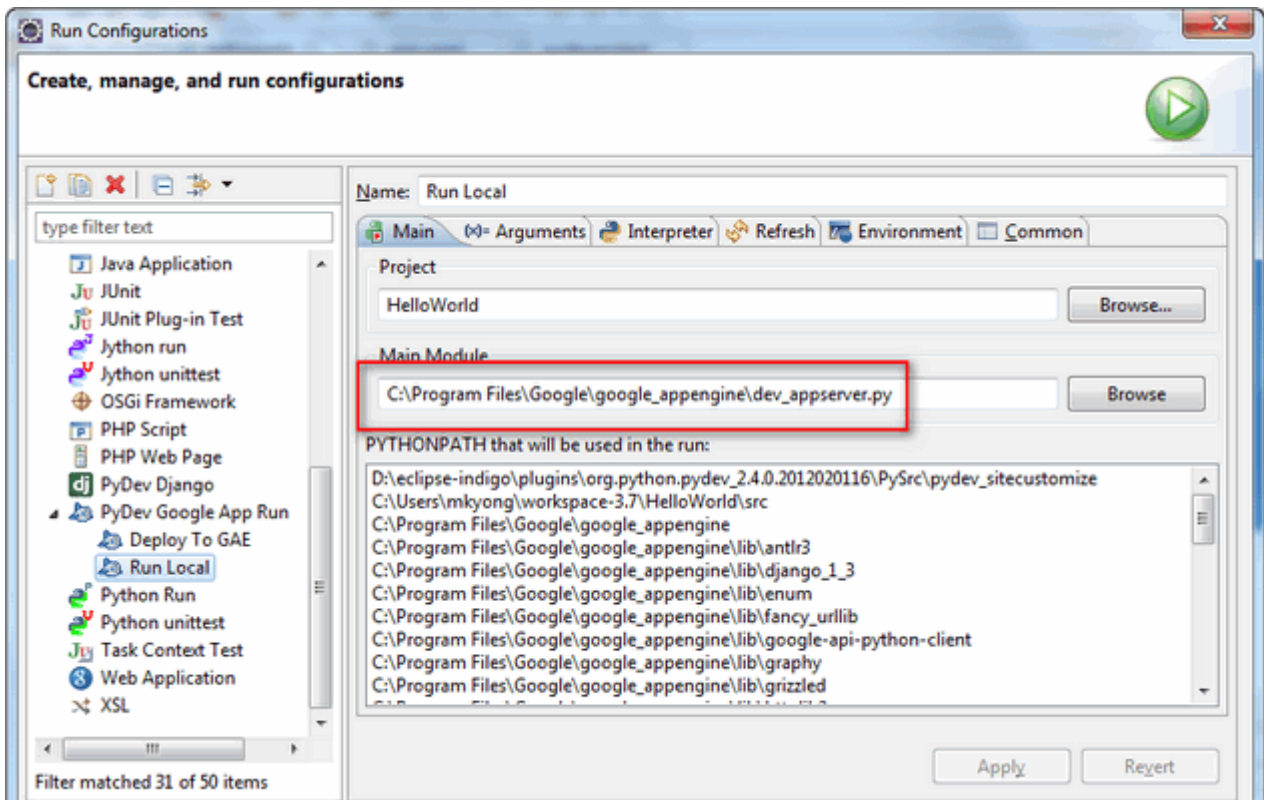 Run Configurations
Create, manage, and run configurations
type filter text
Java Application
JUnit
JUnit Plug-in Test
Jython run
Jython unittest
OSGi Framework
PHP Script
PHP Web Page
PyDev Django
PyDev Google App Run
Deploy To GAE
Run Local
Python Run
Python unittest
Task Context Test
Web Application
XSL
Filter matched 31 of 50 items
Name: Run Local
Main (x)= Arguments Interpreter Refresh Environment Common
Project
HelloWorld Browse...
Main Module
C:\Program Files\Google\google_appengine\dev_appserver.py Browse
PYTHONPATH that will be used in the run:
D:\eclipse-indigo\plugins\org.python.pydev_2.4.0.2012020116\PySrc\pydev_sitecustomize
C:\Users\mkyong\workspace-3.7\HelloWorld\src
C:\Program Files\Google\google_appengine
C:\Program Files\Google\google_appengine\lib\antlr3
C:\Program Files\Google\google_appengine\lib\django_1_3
C:\Program Files\Google\google_appengine\lib\enum
C:\Program Files\Google\google_appengine\lib\fancy_urllib
C:\Program Files\Google\google_appengine\lib\google-api-python-client
C:\Program Files\Google\google_appengine\lib\graphy
C:\Program Files\Google\google_appengine\lib\grizzled
Apply Revert